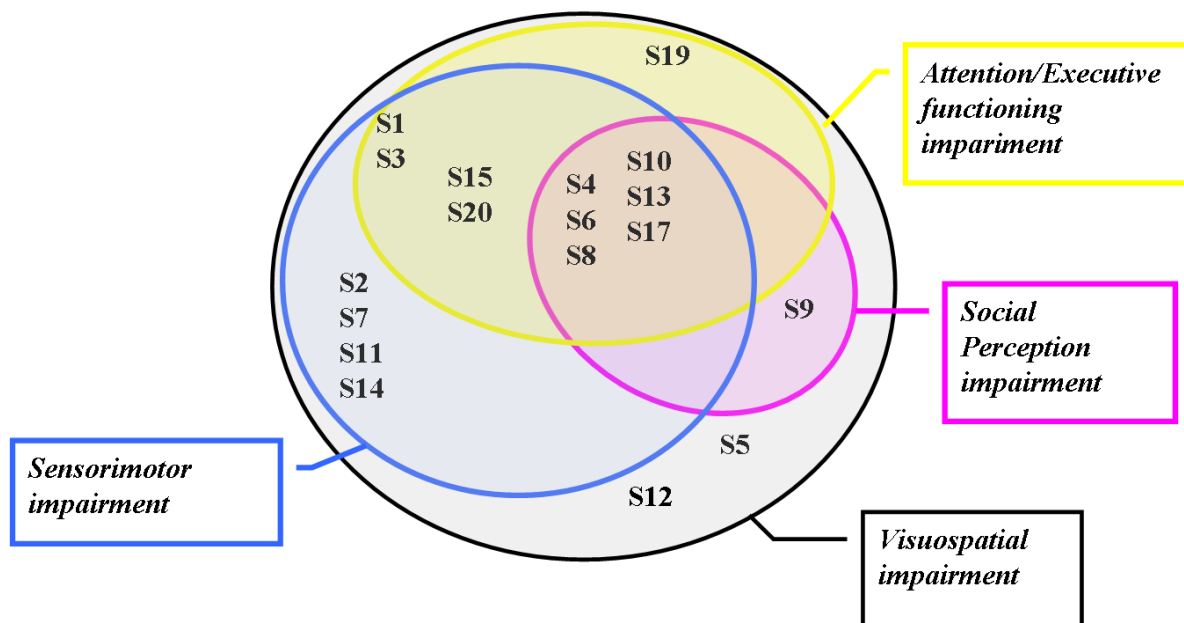 S19
Attention/Executive
functioning
impariment
S1
S3
S15
S20
S4
S6
S8
S10
S13
S17
S2
S7
S11
S14
S9
Social
Perception
impairment
S5
Sensorimotor
impairment
S12
Visuospatial
impairment